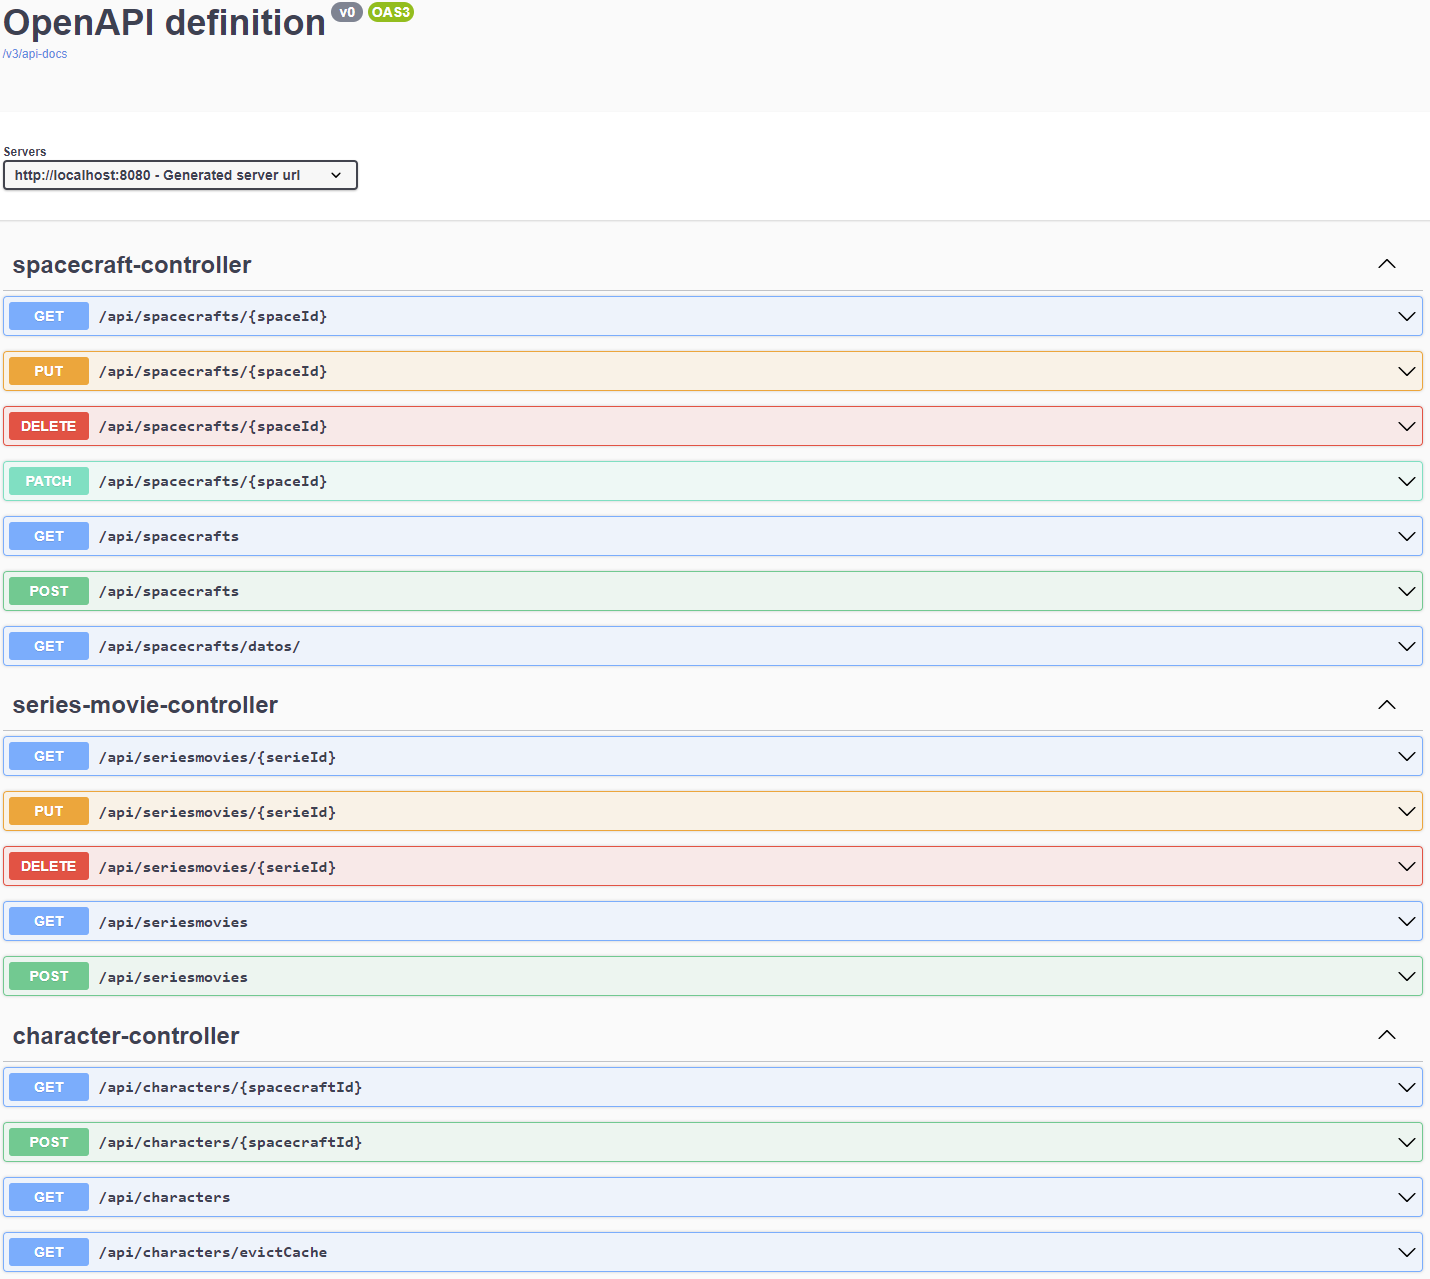 OpenAPI definition v0 OAS3
/v3/api-docs
Servers
http://localhost:8080 - Generated server url
spacecraft-controller
GET /api/spacecrafts/{spaceId}
PUT /api/spacecrafts/{spaceId}
DELETE /api/spacecrafts/{spaceId}
PATCH /api/spacecrafts/{spaceId}
GET /api/spacecrafts
POST /api/spacecrafts
GET /api/spacecrafts/datos/
series-movie-controller
GET /api/seriesmovies/{serieId}
PUT /api/seriesmovies/{serieId}
DELETE /api/seriesmovies/{serieId}
GET /api/seriesmovies
POST /api/seriesmovies
character-controller
GET /api/characters/{spacecraftId}
POST /api/characters/{spacecraftId}
GET /api/characters
GET /api/characters/evictCache